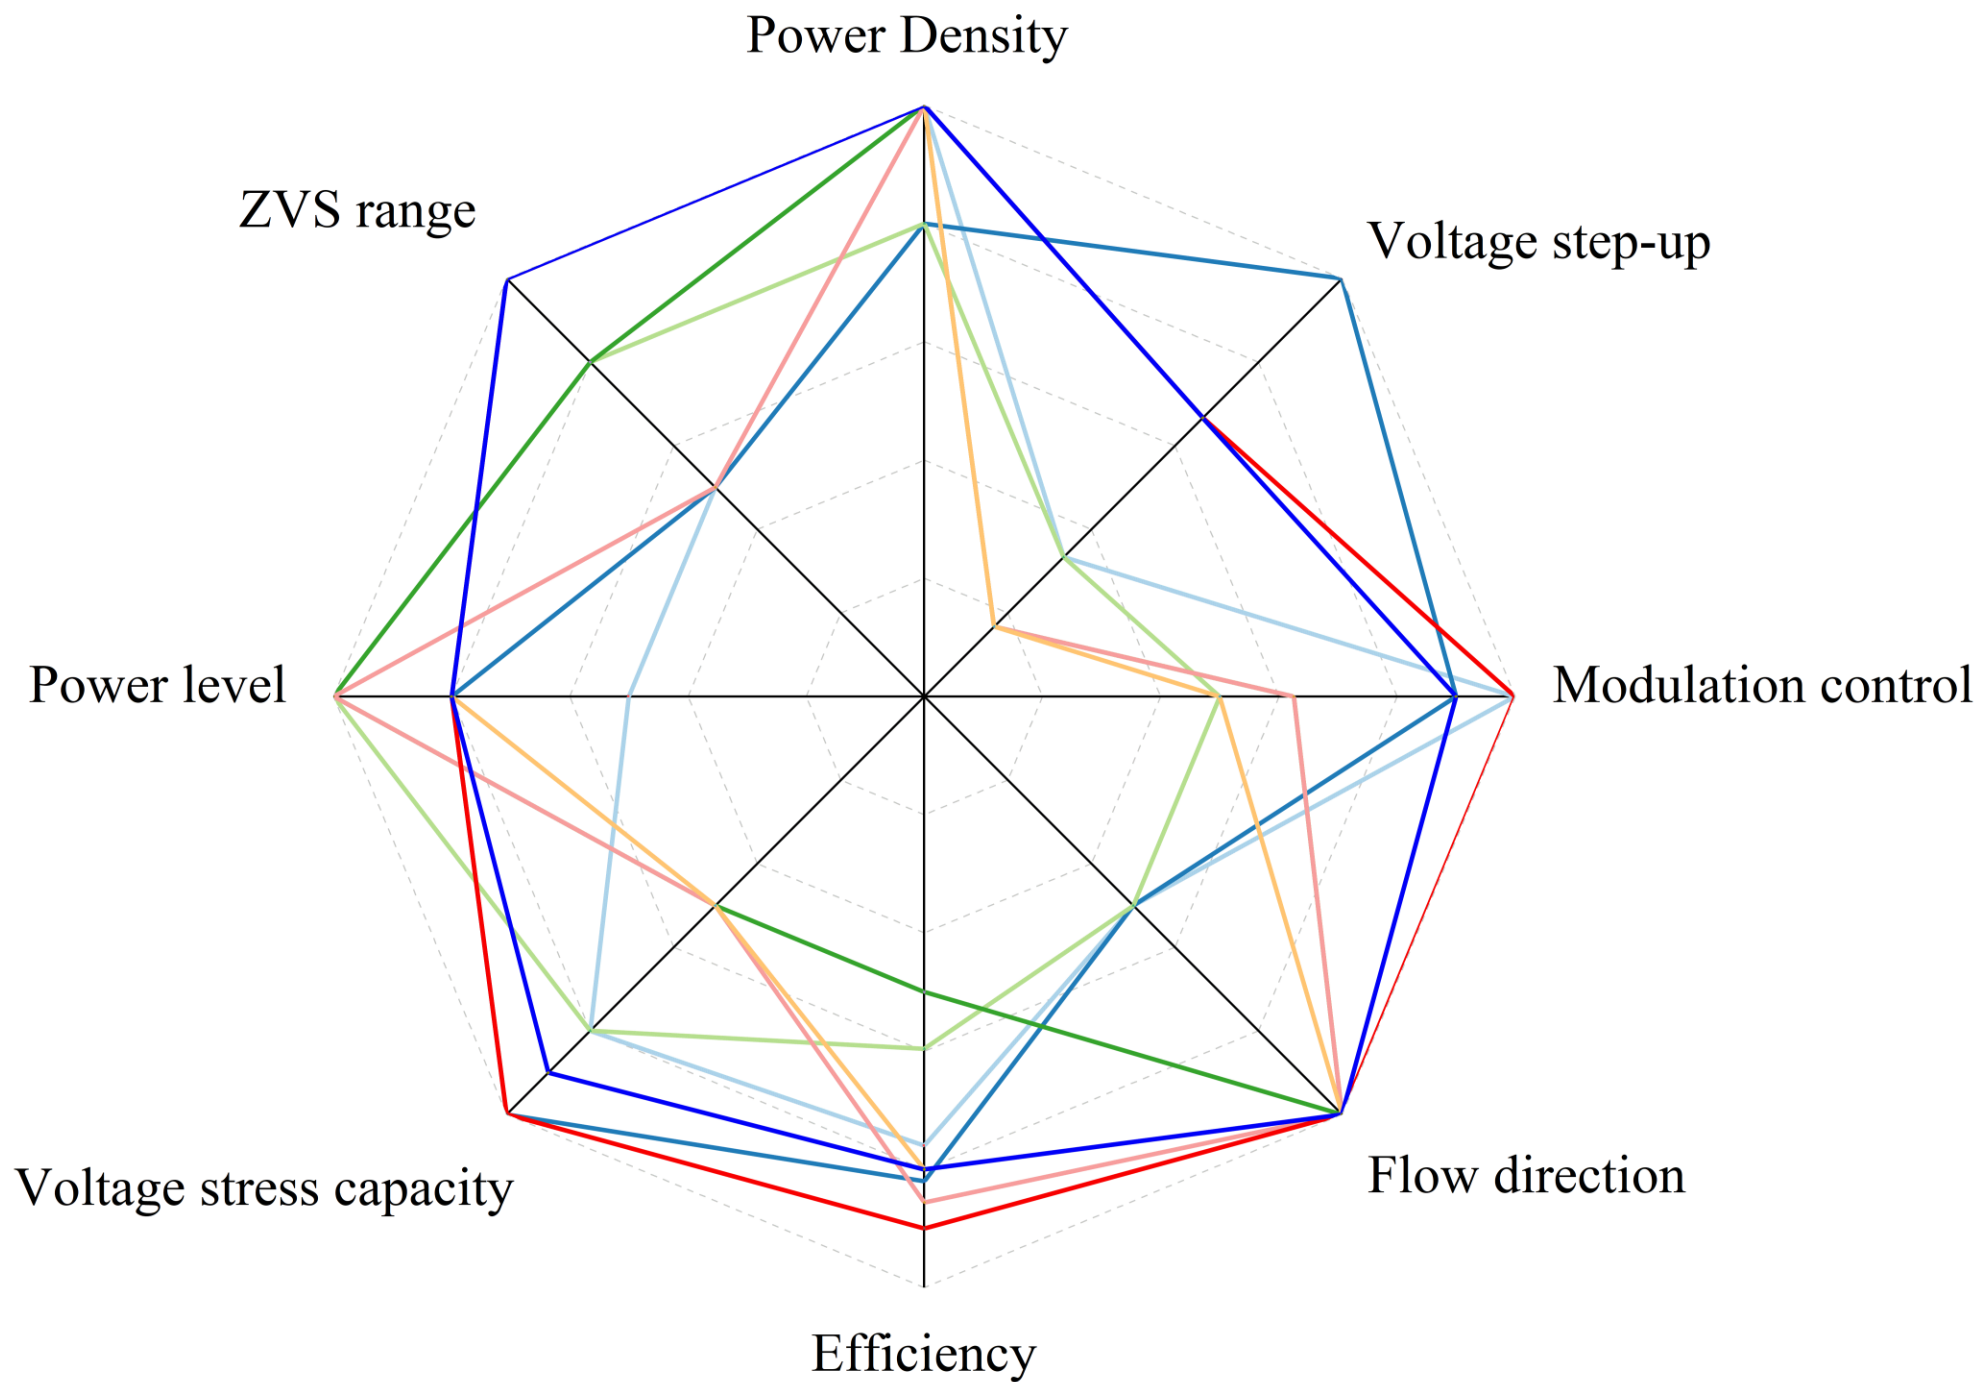 Power Density
ZVS range
Voltage step-up
Power level
Modulation control
Voltage stress capacity
Flow direction
Efficiency